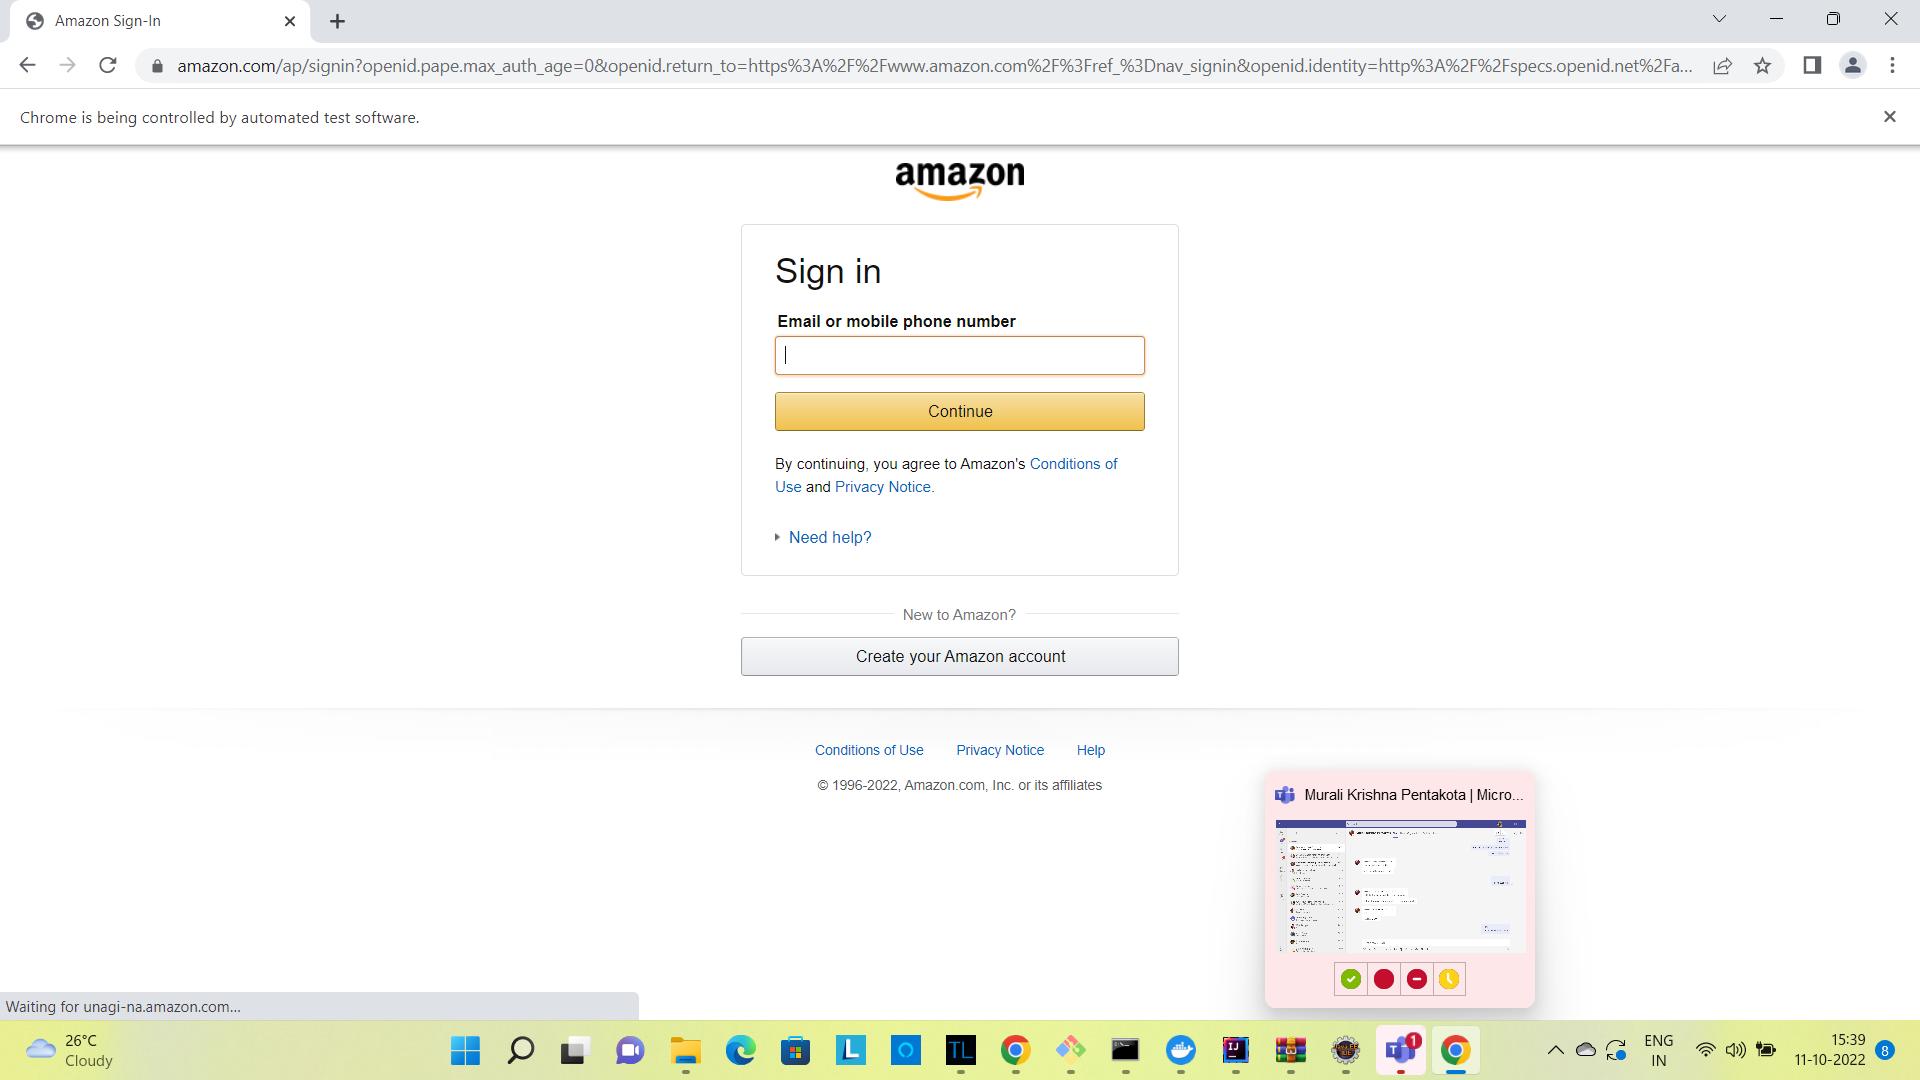 Amazon Sign-In
amazon.com/ap/signin?openid.pape.max_auth_age=0&openid.return_to=https%3A%2F%2Fwww.amazon.com%2F%3Fref_%3Dnav_signin&openid.identity=http%3A%2F%2Fspecs.openid.net%2Fa...
Chrome is being controlled by automated test software.
amazon
Sign in
Email or mobile phone number
Continue
By continuing, you agree to Amazon's Conditions of
Use and Privacy Notice.
Need help?
New to Amazon?
Create your Amazon account
Conditions of Use Privacy Notice Help
© 1996-2022, Amazon.com, Inc. or its affiliates
Murali Krishna Pentakota | Micro...
Waiting for unagi-na.amazon.com...
26°C
Cloudy
L
TL
IJ
1
ENG
IN
15:39
11-10-2022
8